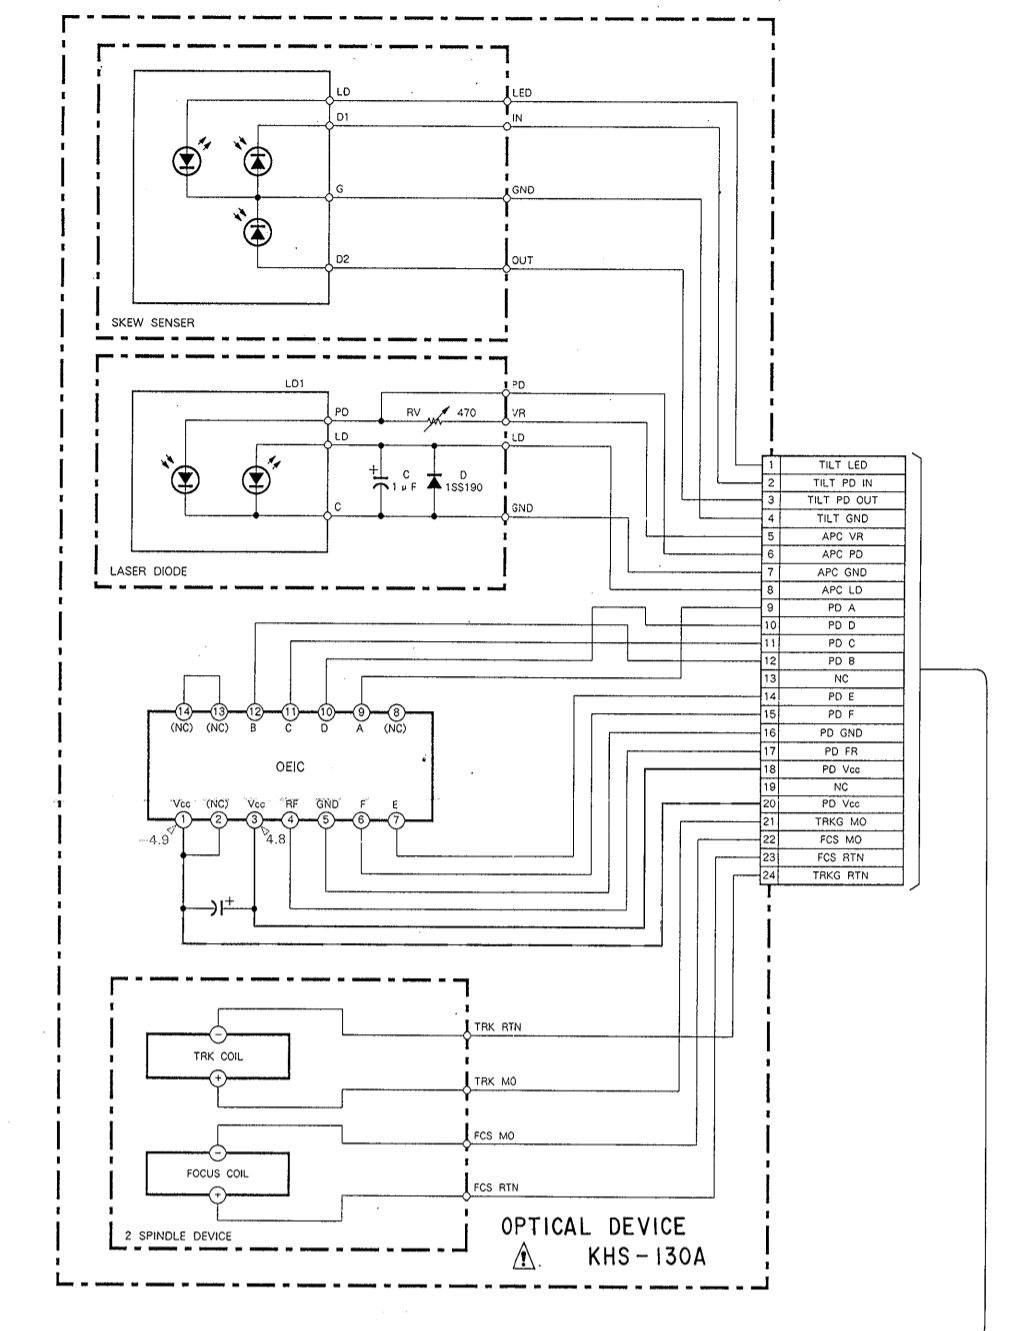 LD
LED
D1
IN
G
GND
D2
OUT
SKEW SENSER
LD1
PD
PD
RV 470
VR
LD
LD
+
C
1 μF
D
1SS190
C
GND
LASER DIODE
1 TILT LED
2 TILT PD IN
3 TILT PD OUT
4 TILT GND
5 APC VR
6 APC PD
7 APC GND
8 APC LD
9 PD A
10 PD D
11 PD C
12 PD B
13 NC
14 PD E
15 PD F
16 PD GND
17 PD FR
18 PD Vcc
19 NC
20 PD Vcc
21 TRKG MO
22 FCS MO
23 FCS RTN
24 TRKG RTN
14 13 12 11 10 9 8
(NC) (NC) B C D A (NC)
OEIC
Vcc (NC) Vcc RF GND F E
1 2 3 4 5 6 7
-4.9 4.8
+
−
TRK COIL
+
TRK RTN
TRK MO
−
FOCUS COIL
+
FCS MO
FCS RTN
2 SPINDLE DEVICE
OPTICAL DEVICE
! KHS-130A